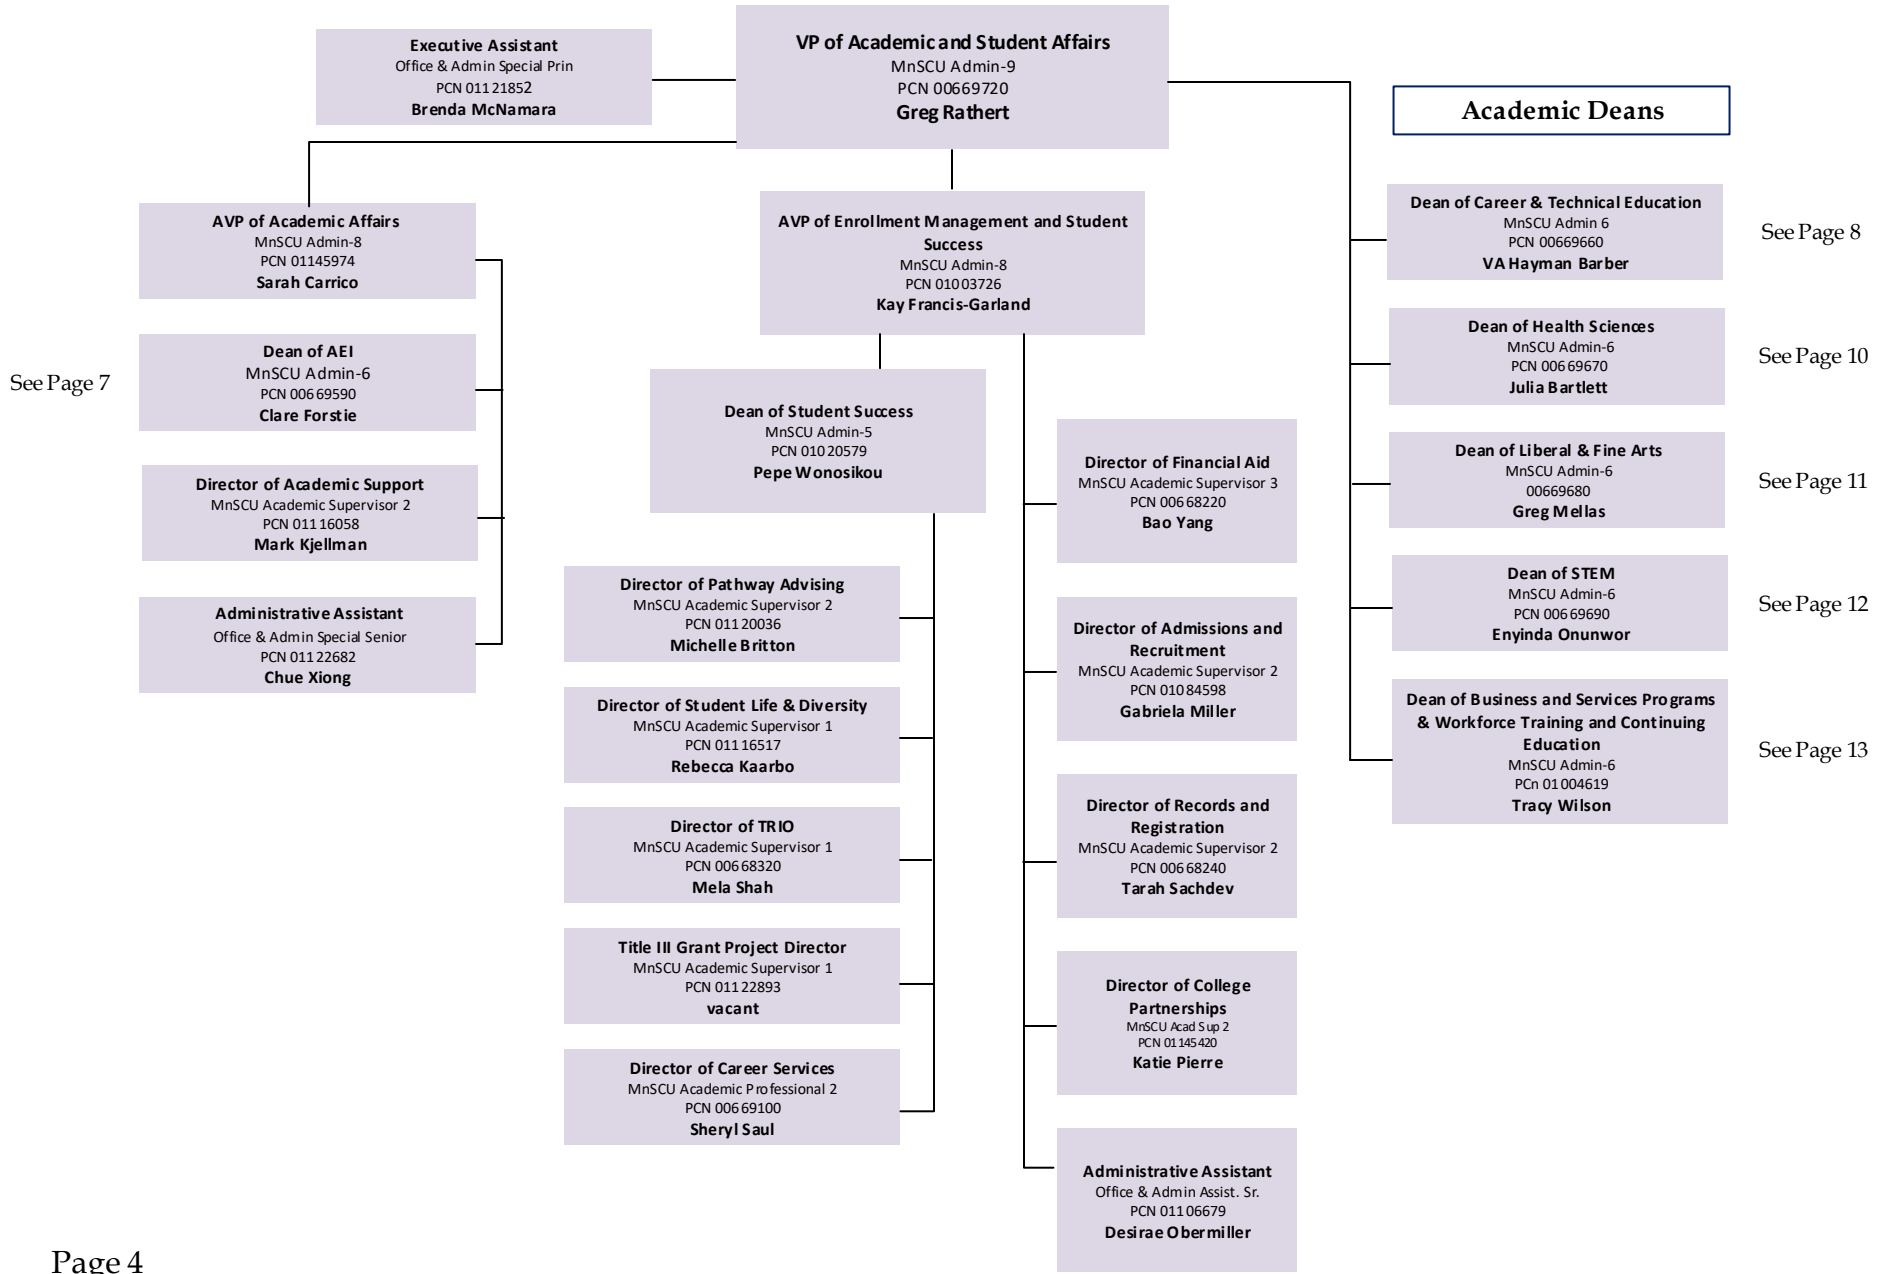 Executive Assistant
Office & Admin Special Prin
PCN 01121852
Brenda McNamara
VP of Academic and Student Affairs
MnSCU Admin-9
PCN 00669720
Greg Rathert
Academic Deans
AVP of Academic Affairs
MnSCU Admin-8
PCN 01145974
Sarah Carrico
See Page 7
Dean of AEI
MnSCU Admin-6
PCN 00669590
Clare Forstie
Director of Academic Support
MnSCU Academic Supervisor 2
PCN 01116058
Mark Kjellman
Administrative Assistant
Office & Admin Special Senior
PCN 01122682
Chue Xiong
AVP of Enrollment Management and Student
Success
MnSCU Admin-8
PCN 01003726
Kay Francis-Garland
Dean of Student Success
MnSCU Admin-5
PCN 01020579
Pepe Wonosikou
Director of Pathway Advising
MnSCU Academic Supervisor 2
PCN 01120036
Michelle Britton
Director of Student Life & Diversity
MnSCU Academic Supervisor 1
PCN 01116517
Rebecca Kaarbo
Director of TRIO
MnSCU Academic Supervisor 1
PCN 00668320
Mela Shah
Title III Grant Project Director
MnSCU Academic Supervisor 1
PCN 01122893
vacant
Director of Career Services
MnSCU Academic Professional 2
PCN 00669100
Sheryl Saul
Director of Financial Aid
MnSCU Academic Supervisor 3
PCN 00668220
Bao Yang
Director of Admissions and
Recruitment
MnSCU Academic Supervisor 2
PCN 01084598
Gabriela Miller
Director of Records and
Registration
MnSCU Academic Supervisor 2
PCN 00668240
Tarah Sachdev
Director of College
Partnerships
MnSCU Acad Sup 2
PCN 01145420
Katie Pierre
Administrative Assistant
Office & Admin Assist. Sr.
PCN 01106679
Desirae Obermiller
Dean of Career & Technical Education
MnSCU Admin 6
PCN 00669660
VA Hayman Barber
See Page 8
Dean of Health Sciences
MnSCU Admin-6
PCN 00669670
Julia Bartlett
See Page 10
Dean of Liberal & Fine Arts
MnSCU Admin-6
00669680
Greg Mellas
See Page 11
Dean of STEM
MnSCU Admin-6
PCN 00669690
Enyinda Onunwor
See Page 12
Dean of Business and Services Programs
& Workforce Training and Continuing
Education
MnSCU Admin-6
PCn 01004619
Tracy Wilson
See Page 13
Page 4